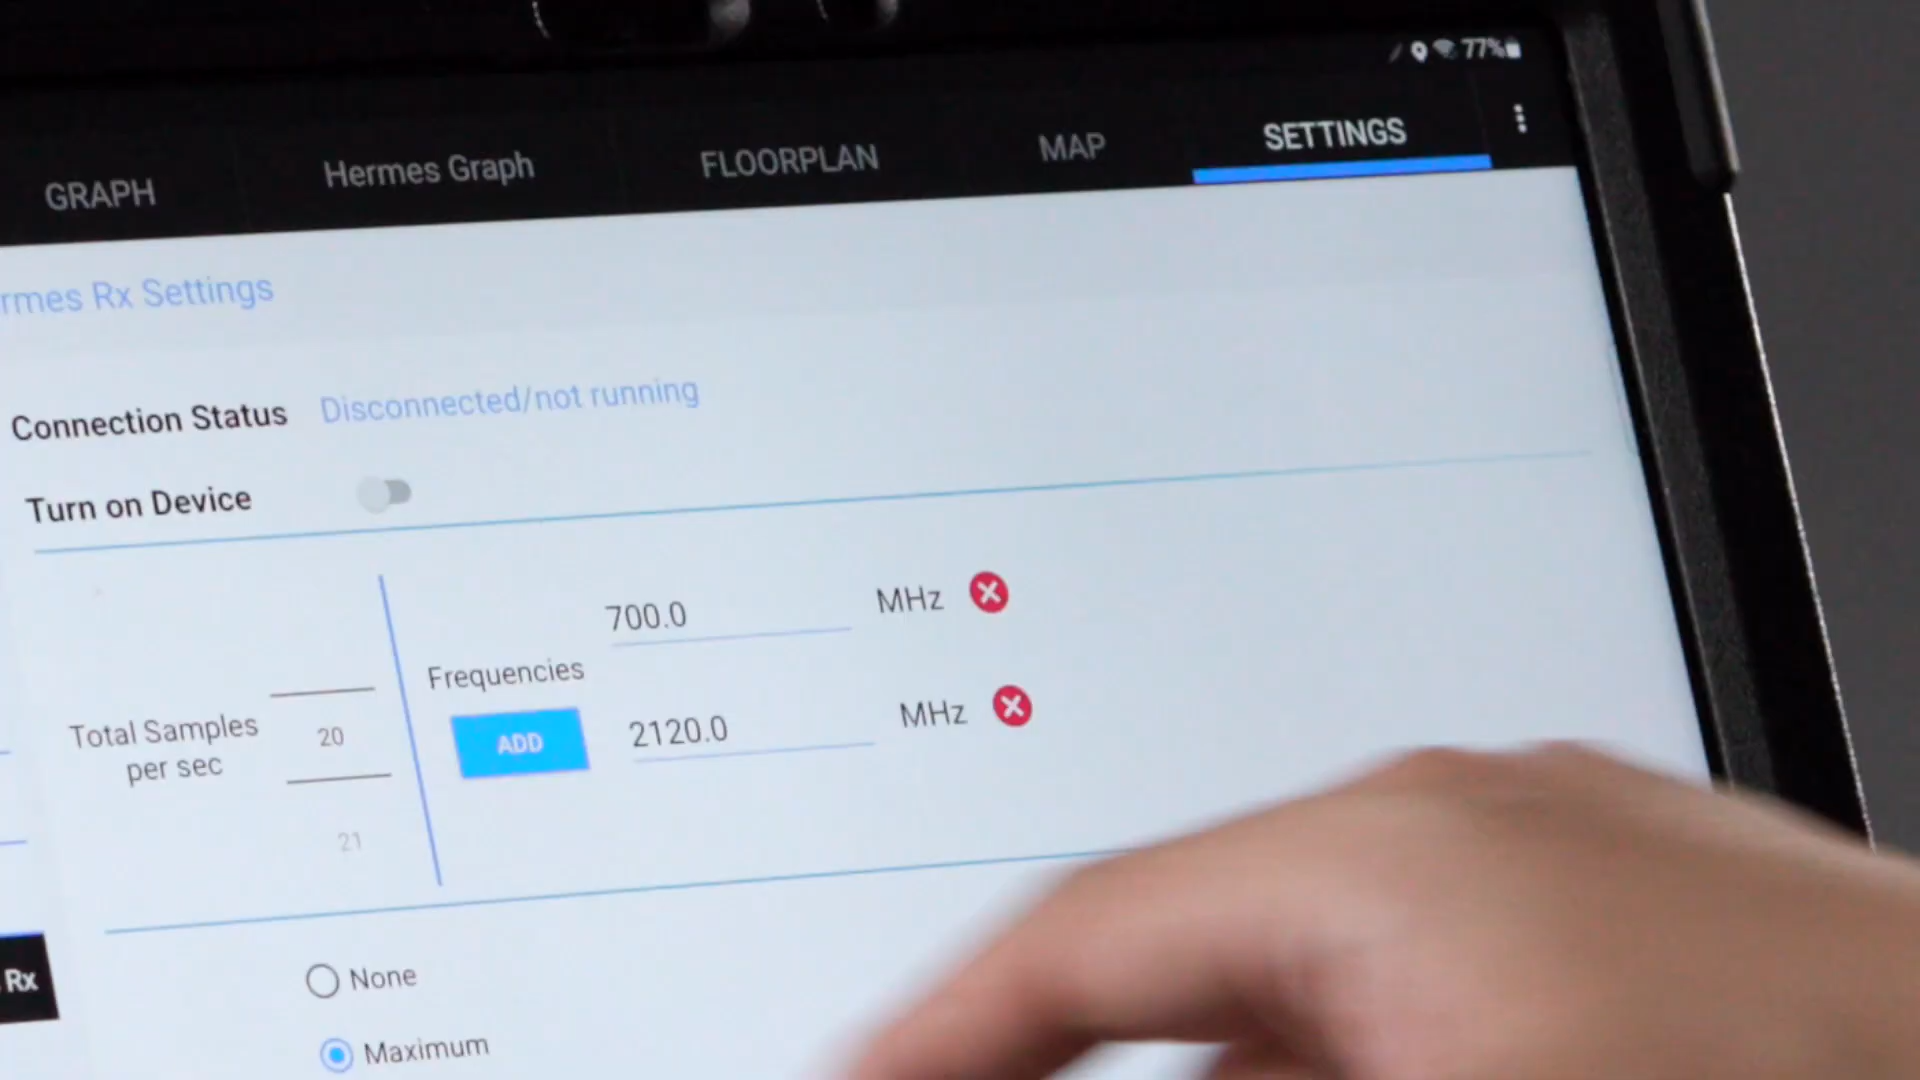 77%
GRAPH
Hermes Graph
FLOORPLAN
MAP
SETTINGS
rmes Rx Settings
Connection Status
Disconnected/not running
Turn on Device
700.0
MHz
Frequencies
Total Samples
per sec
20
ADD
2120.0
MHz
21
Rx
None
Maximum